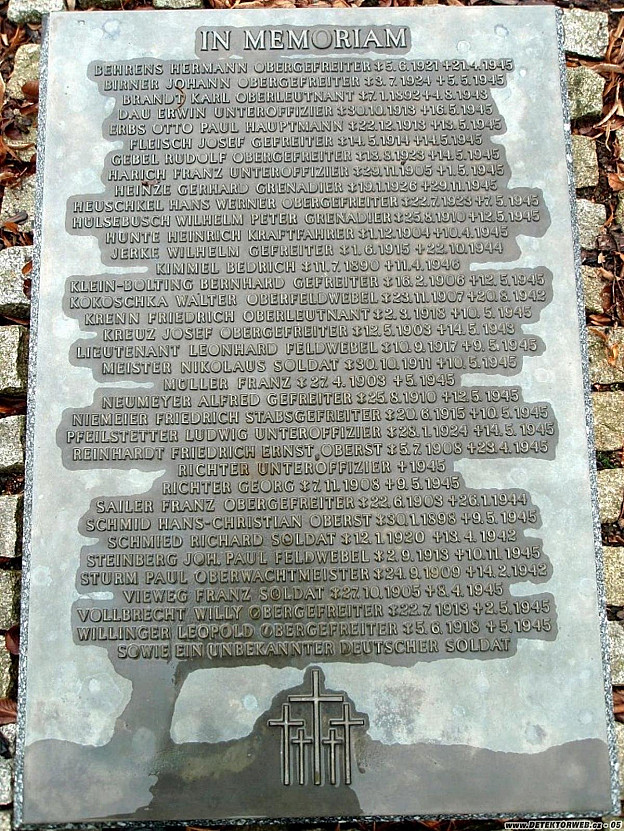 IN MEMORIAM
BEHRENS HERMANN OBERGEFREITER *5.6.1921 +21.4.1945
BIRNER JOHANN OBERGEFREITER *3.7.1924 +5.5.1945
BRANDT KARL OBERLEUTNANT *7.1.1892 +4.8.1943
DAU ERWIN UNTEROFFIZIER *30.10.1913 +16.5.1945
ERBS OTTO PAUL HAUPTMANN *22.12.1913 +13.5.1945
FLEISCH JOSEF GEFREITER *14.5.1914 +14.5.1945
GEBEL RUDOLF OBERGEFREITER *18.8.1923 +14.5.1945
HARICH FRANZ UNTEROFFIZIER *29.11.1905 +1.5.1945
HEINZE GERHARD GRENADIER *19.1.1926 +29.11.1945
HEUSCHKEL HANS WERNER OBERGEFREITER *22.7.1923 +7.5.1945
HÜLSEBUSCH WILHELM PETER GRENADIER *25.8.1910 +12.5.1945
HUNTE HEINRICH KRAFTFAHRER *1.12.1904 +10.4.1945
JERKE WILHELM GEFREITER *1.6.1915 +22.10.1944
KIMMEL BEDRICH *11.7.1890 +11.4.1946
KLEIN-BÖLTING BERNHARD GEFREITER *16.2.1906 +12.5.1945
KOKOSCHKA WALTER OBERFELDWEBEL *23.11.1907 +20.8.1942
KRENN FRIEDRICH OBERLEUTNANT *2.3.1918 +10.5.1945
KREUZ JOSEF OBERGEFREITER *12.5.1903 +14.5.1943
LIEUTENANT LEONHARD FELDWEBEL *10.9.1917 +9.5.1945
MEISTER NIKOLAUS SOLDAT *30.10.1911 +10.5.1945
MÜLLER FRANZ *27.4.1903 +5.1945
NEUMEYER ALFRED GEFREITER *25.8.1910 +12.5.1945
NIEMEIER FRIEDRICH STABSGEFREITER *20.6.1915 +10.5.1945
PFEILSTETTER LUDWIG UNTEROFFIZIER *28.1.1924 +14.5.1945
REINHARDT FRIEDRICH ERNST OBERST *5.7.1908 +23.4.1945
RICHTER UNTEROFFIZIER +1945
RICHTER GEORG *7.11.1908 +9.5.1945
SAILER FRANZ OBERGEFREITER *22.6.1903 +26.1.1944
SCHMID HANS-CHRISTIAN OBERST *30.1.1898 +9.5.1945
SCHMIED RICHARD SOLDAT *12.1.1920 +13.4.1942
STEINBERG JOH. PAUL FELDWEBEL *2.9.1913 +10.11.1945
STURM PAUL OBERWACHTMEISTER *24.9.1909 +14.2.1942
VIEWEG FRANZ SOLDAT *27.10.1905 +8.4.1945
VOLLBRECHT WILLY OBERGEFREITER *22.7.1913 +2.5.1945
WILLINGER LEOPOLD OBERGEFREITER *5.6.1918 +5.1945
SOWIE EIN UNBEKANNTER DEUTSCHER SOLDAT
www.DETEKTORWEB.cz - 05